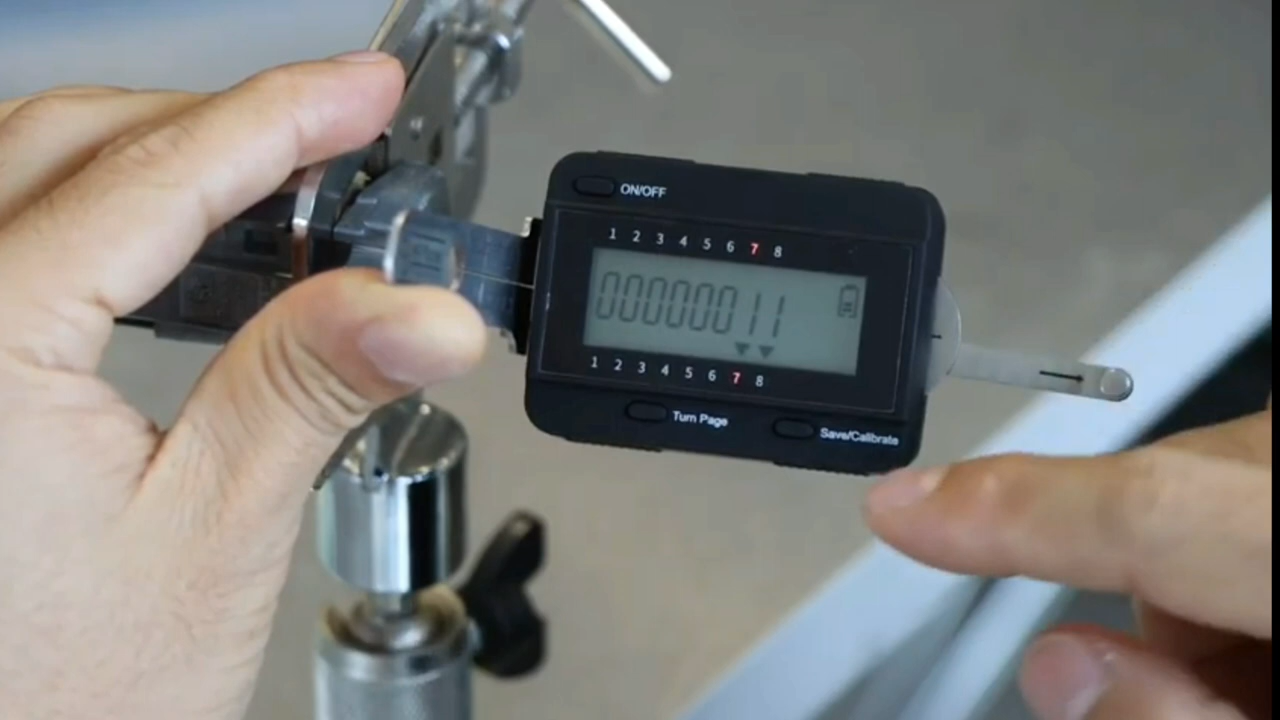 ON/OFF
1 2 3 4 5 6 7 8
00000011
1 2 3 4 5 6 7 8
Turn Page
Save/Calibrate